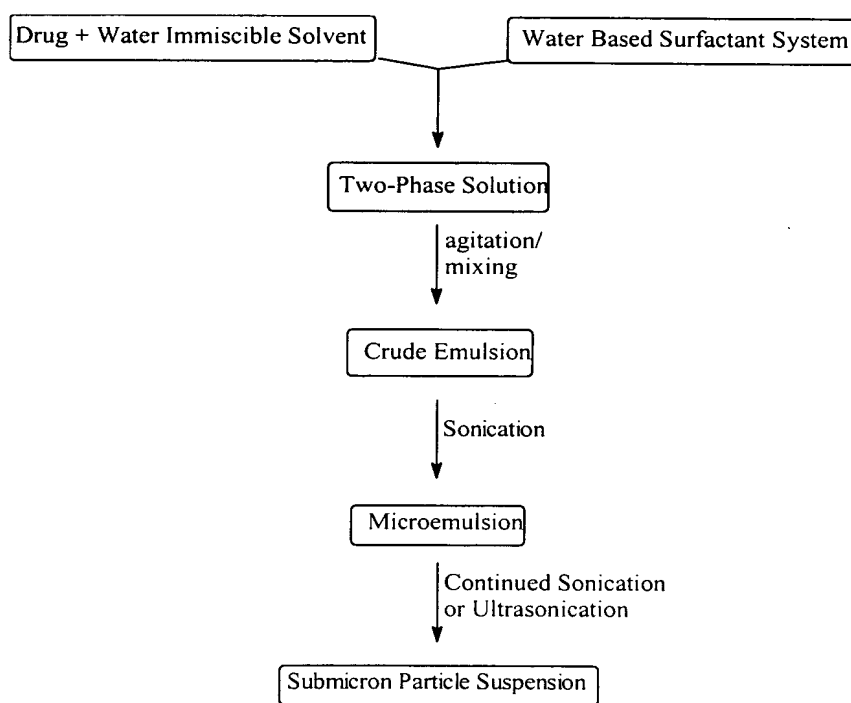 Drug + Water Immiscible Solvent
Water Based Surfactant System
Two-Phase Solution
agitation/
mixing
Crude Emulsion
Sonication
Microemulsion
Continued Sonication
or Ultrasonication
Submicron Particle Suspension